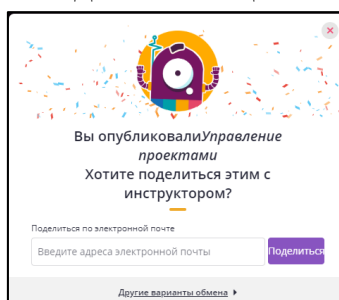 Вы опубликовалиУправление
проектами
Хотите поделиться этим с
инструктором?
Поделиться по электронной почте
Введите адреса электронной почты
Поделиться
Другие варианты обмена